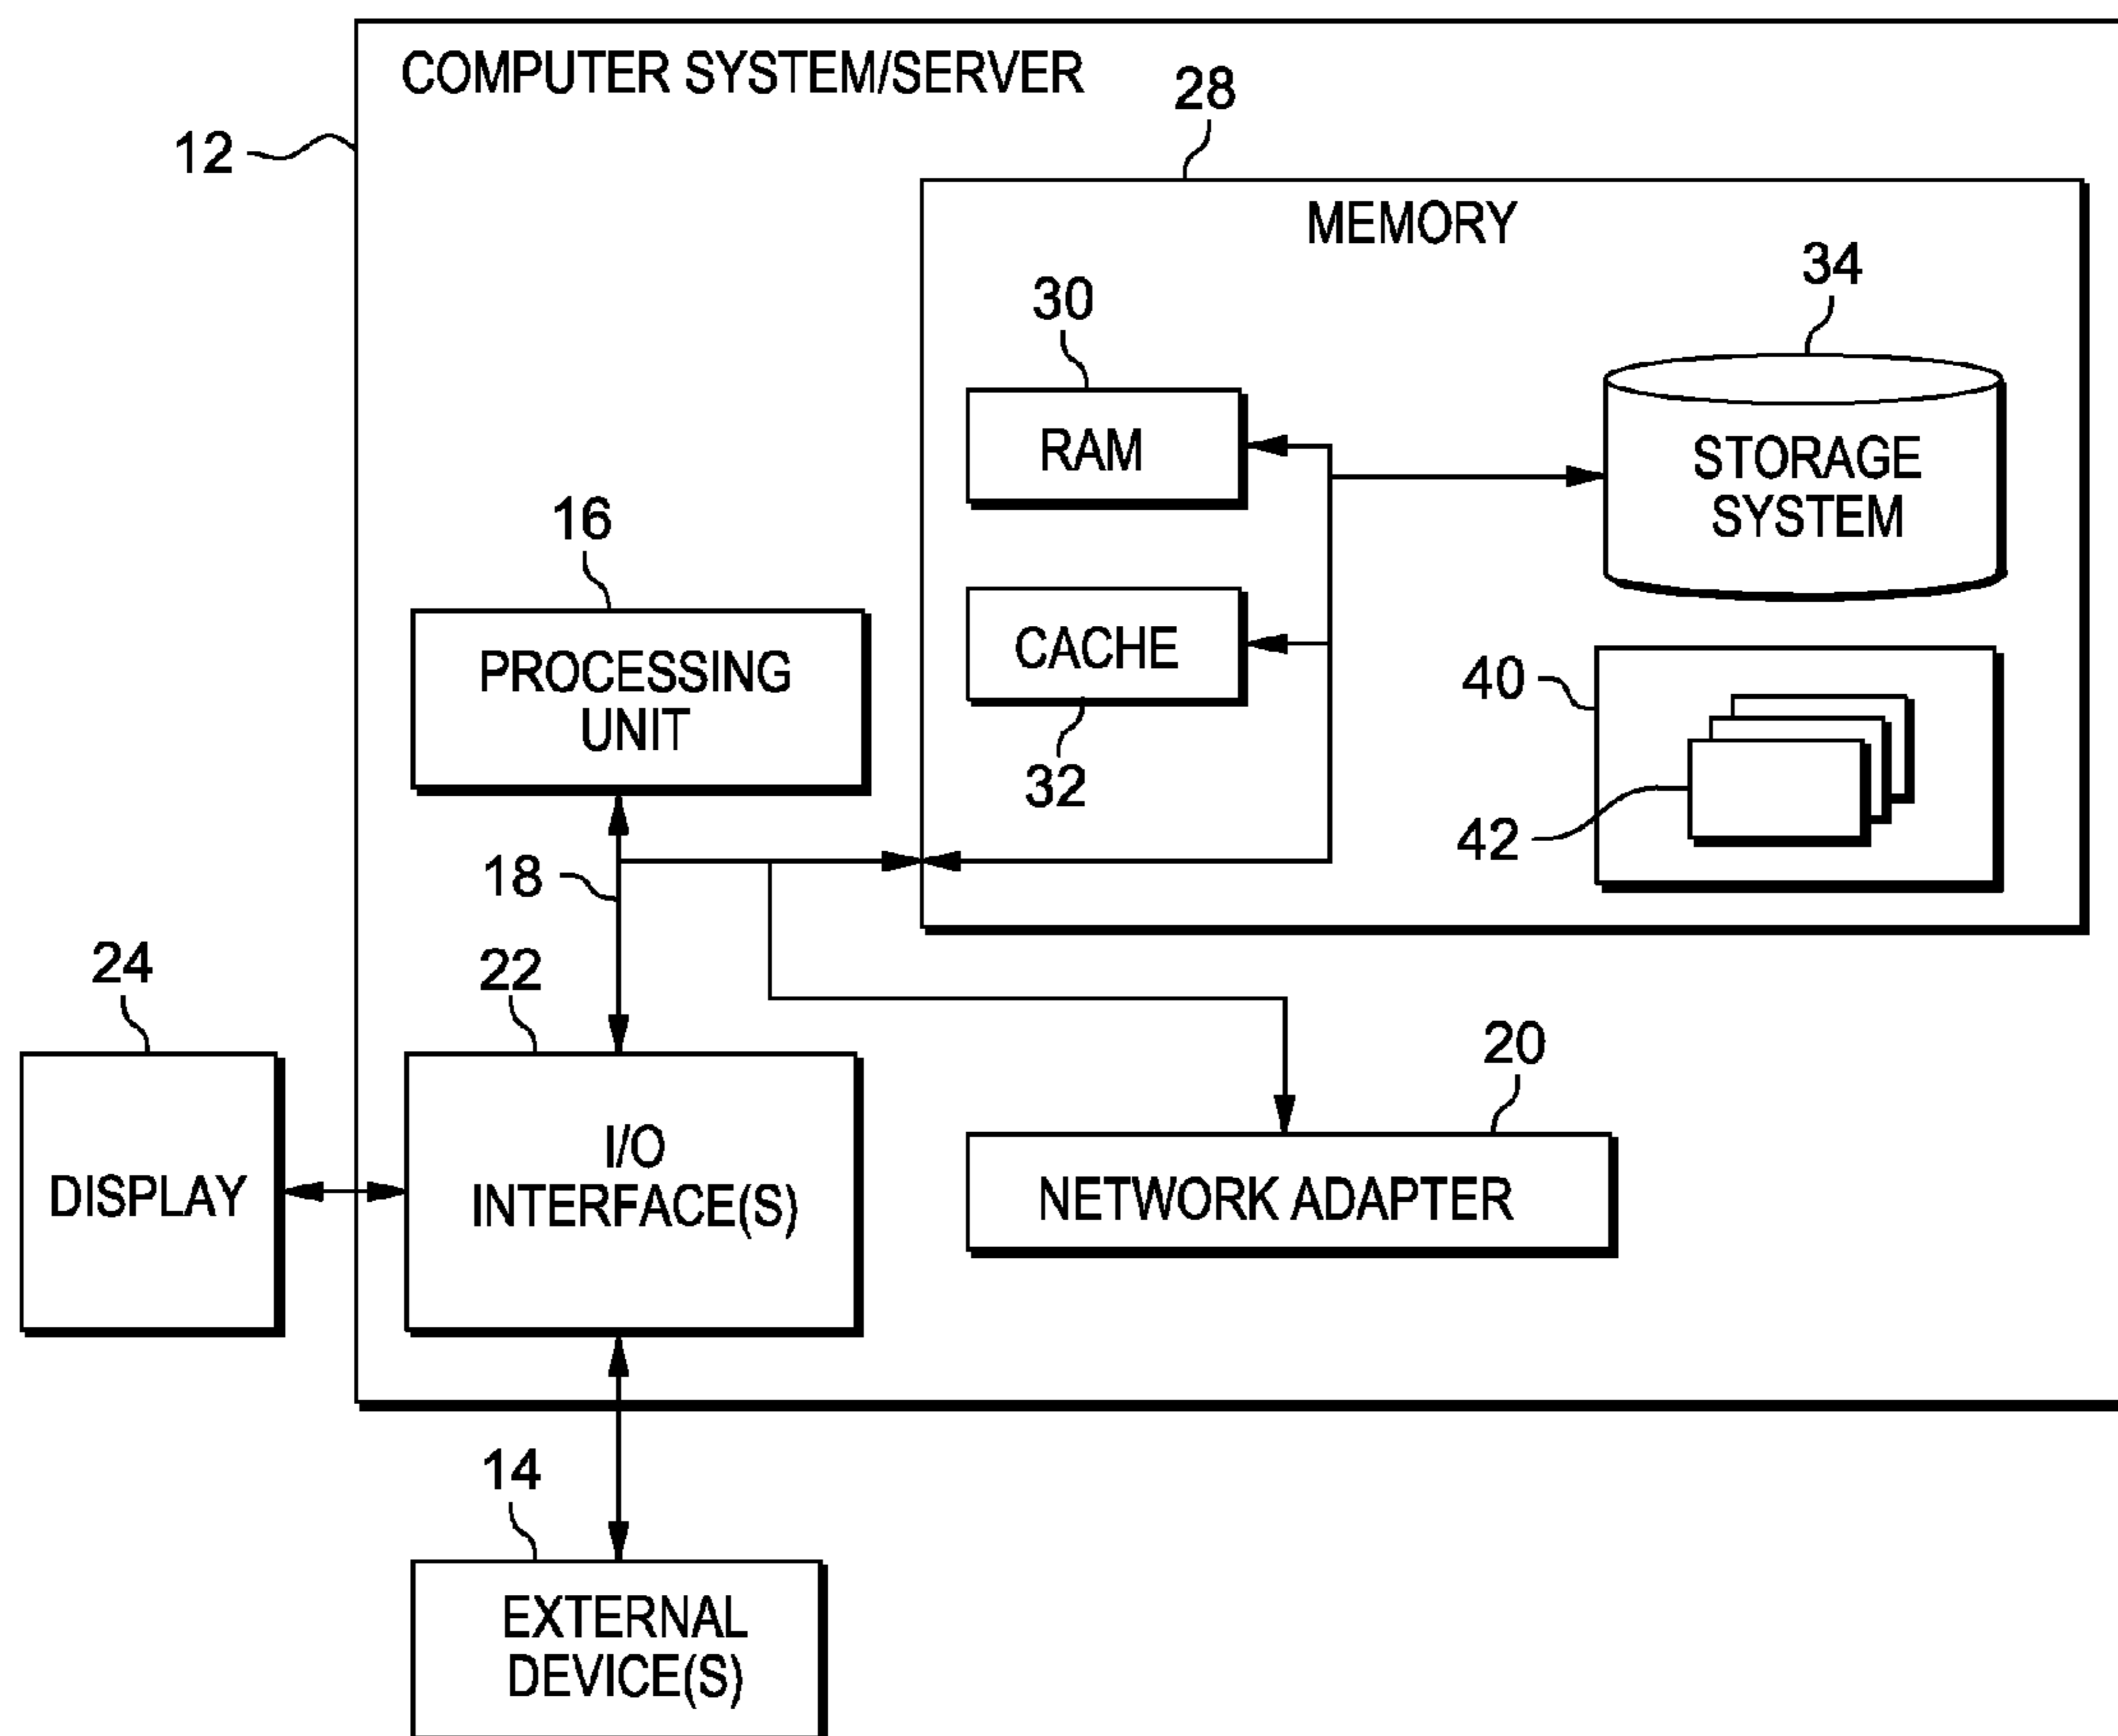 COMPUTER SYSTEM/SERVER
12
28
MEMORY
30
34
RAM
STORAGE
SYSTEM
16
PROCESSING
UNIT
CACHE
32
40
42
18
24
22
20
DISPLAY
I/O
INTERFACE(S)
NETWORK ADAPTER
14
EXTERNAL
DEVICE(S)